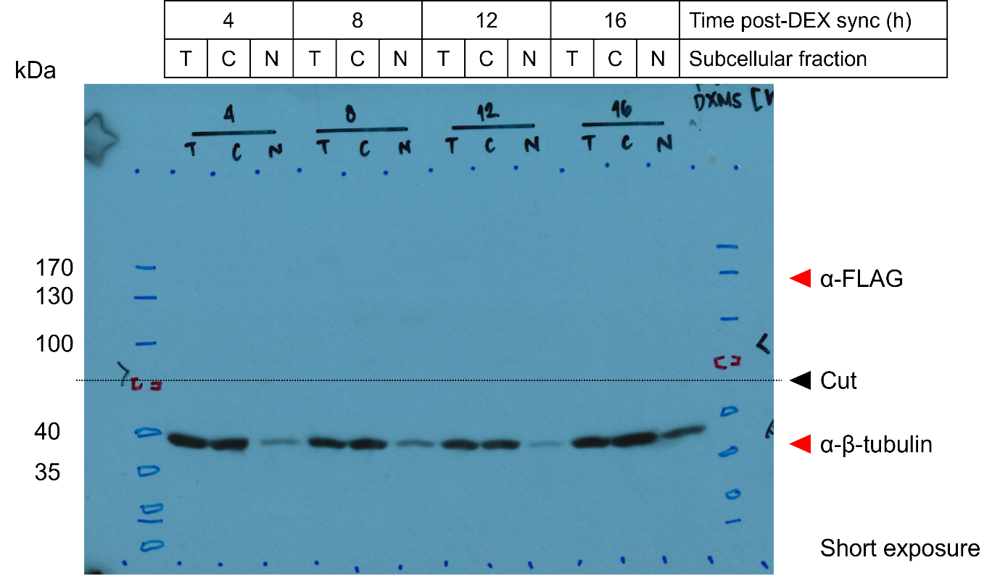 4 8 12 16 Time post-DEX sync (h)
T C N T C N T C N T C N Subcellular fraction
kDa
DXMS [
4 8 12 16
T C N T C N T C N T C N
170
130
100
40
35
α-FLAG
Cut
α-β-tubulin
Short exposure